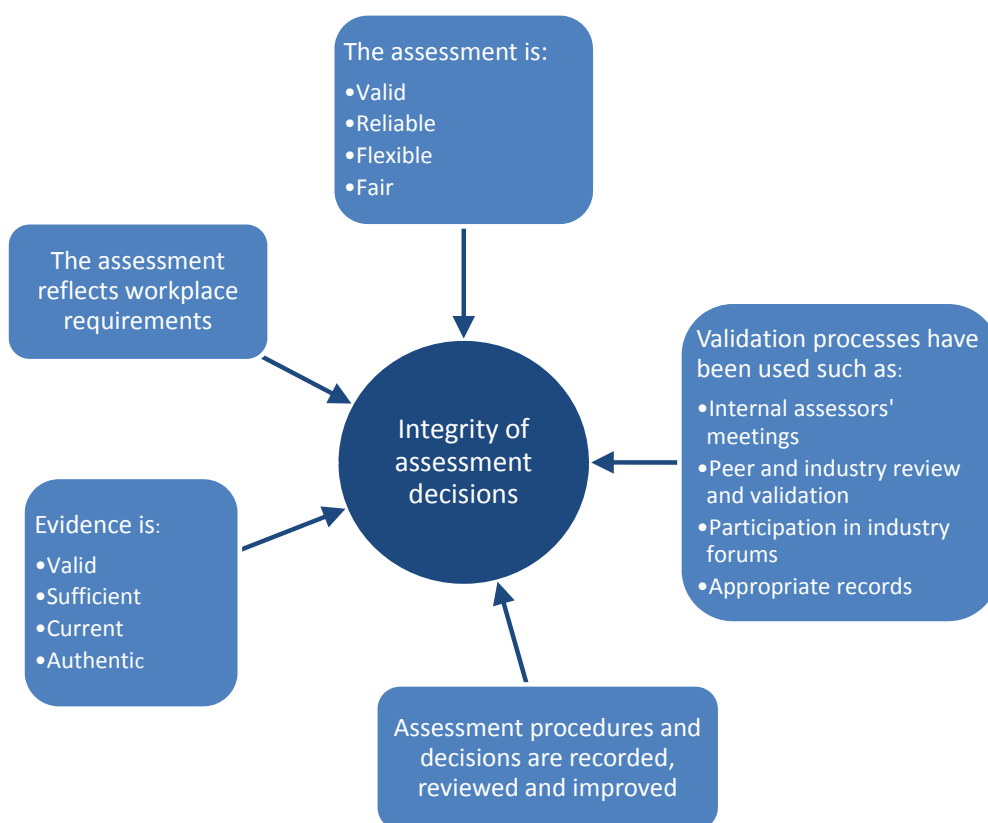 The assessment is:
•Valid
•Reliable
•Flexible
•Fair
The assessment
reflects workplace
requirements
Validation processes have
been used such as:
•Internal assessors'
meetings
•Peer and industry review
and validation
•Participation in industry
forums
•Appropriate records
Integrity of
assessment
decisions
Evidence is:
•Valid
•Sufficient
•Current
•Authentic
Assessment procedures and
decisions are recorded,
reviewed and improved